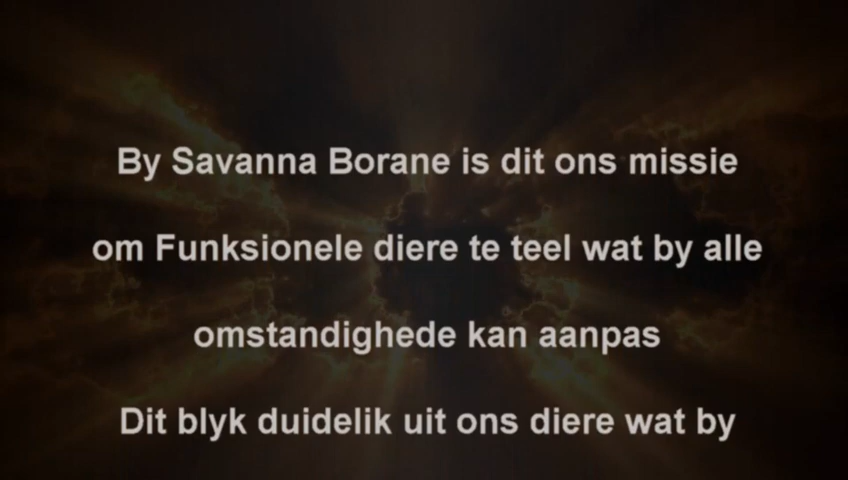 By Savanna Borane is dit ons missie
om Funksionele diere te teel wat by alle
omstandighede kan aanpas
Dit blyk duidelik uit ons diere wat by